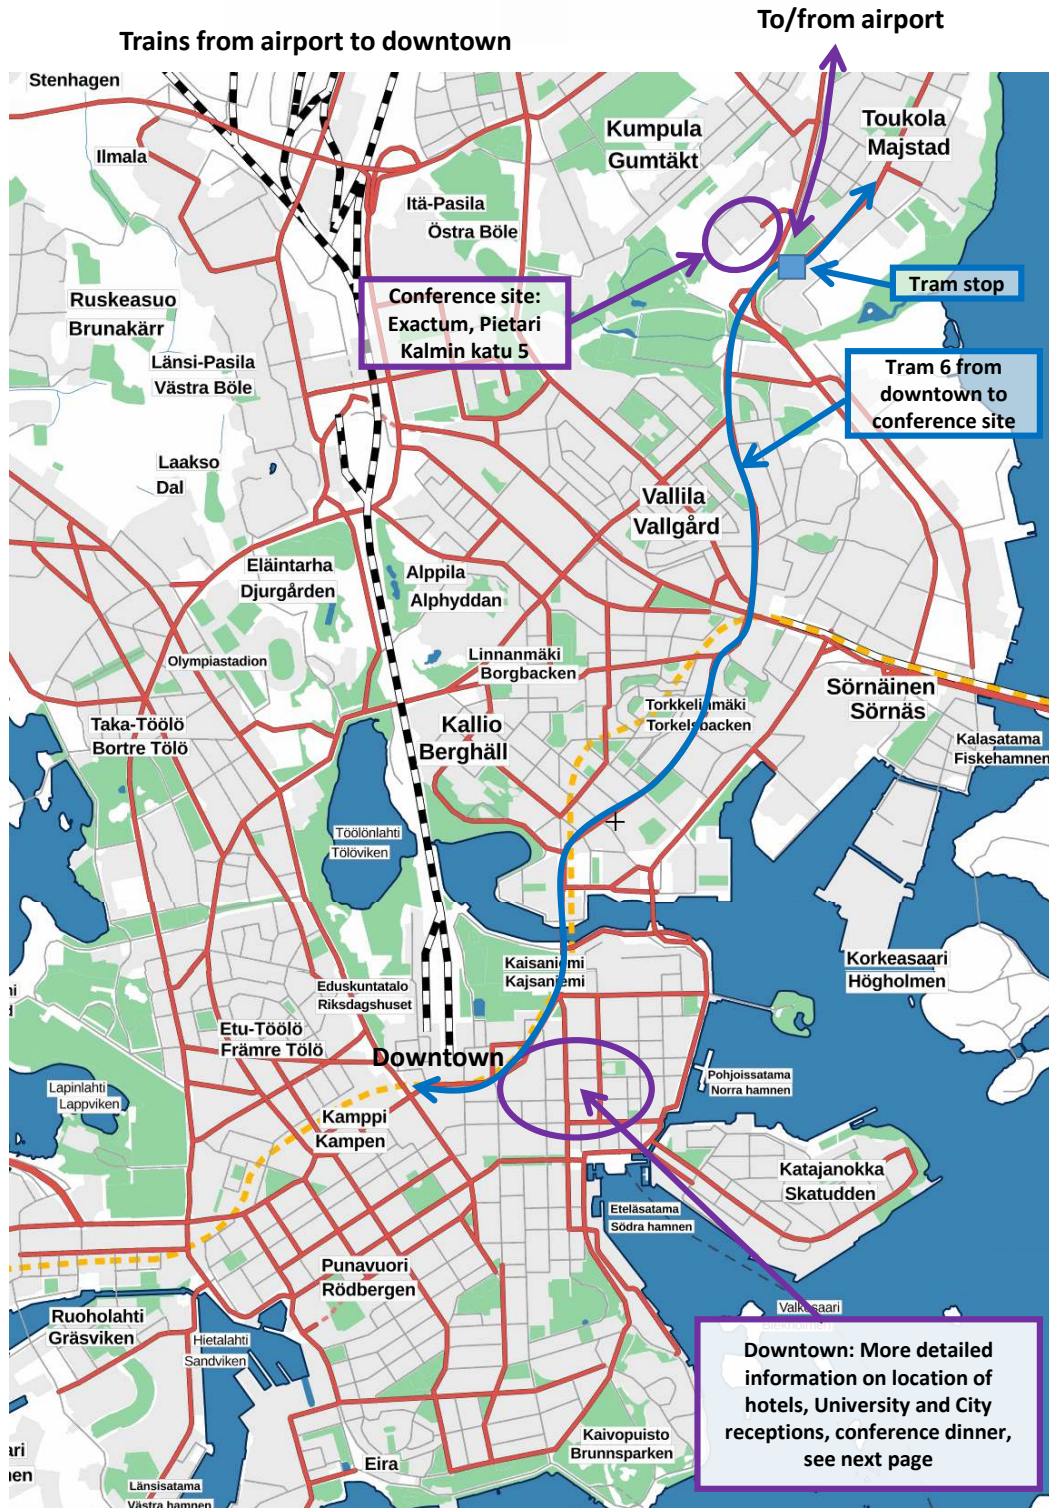 To/from airport
Trains from airport to downtown
Stenhagen
Ilmala
Kumpula
Gumtäkt
Toukola
Majstad
Itä-Pasila
Östra Böle
Ruskeasuo
Brunakärr
Länsi-Pasila
Västra Böle
Conference site:
Exactum, Pietari
Kalmin katu 5
Tram stop
Tram 6 from
downtown to
conference site
Laakso
Dal
Vallila
Vallgård
Eläintarha
Djurgården
Alppila
Alphyddan
Olympiastadion
Linnanmäki
Borgbacken
Torkkelinmäki
Torkelsbacken
Sörnäinen
Sörnäs
Taka-Töölö
Bortre Tölö
Kallio
Berghäll
Kalasatama
Fiskehamnen
Töölönlahti
Tölöviken
Kaisaniemi
Kajsaniemi
Korkeasaari
Högholmen
Eduskuntatalo
Riksdagshuset
Etu-Töölö
Främre Tölö
Downtown
Pohjoissatama
Norra hamnen
Lapinlahti
Lappviken
Kamppi
Kampen
Katajanokka
Skatudden
Eteläsatama
Södra hamnen
Punavuori
Rödbergen
Ruoholahti
Gräsviken
Hietalahti
Sandviken
Valkosaari
Blekholmen
Downtown: More detailed
information on location of
hotels, University and City
receptions, conference dinner,
see next page
Kaivopuisto
Brunnsparken
Eira
Länsisatama
Västra hamnen